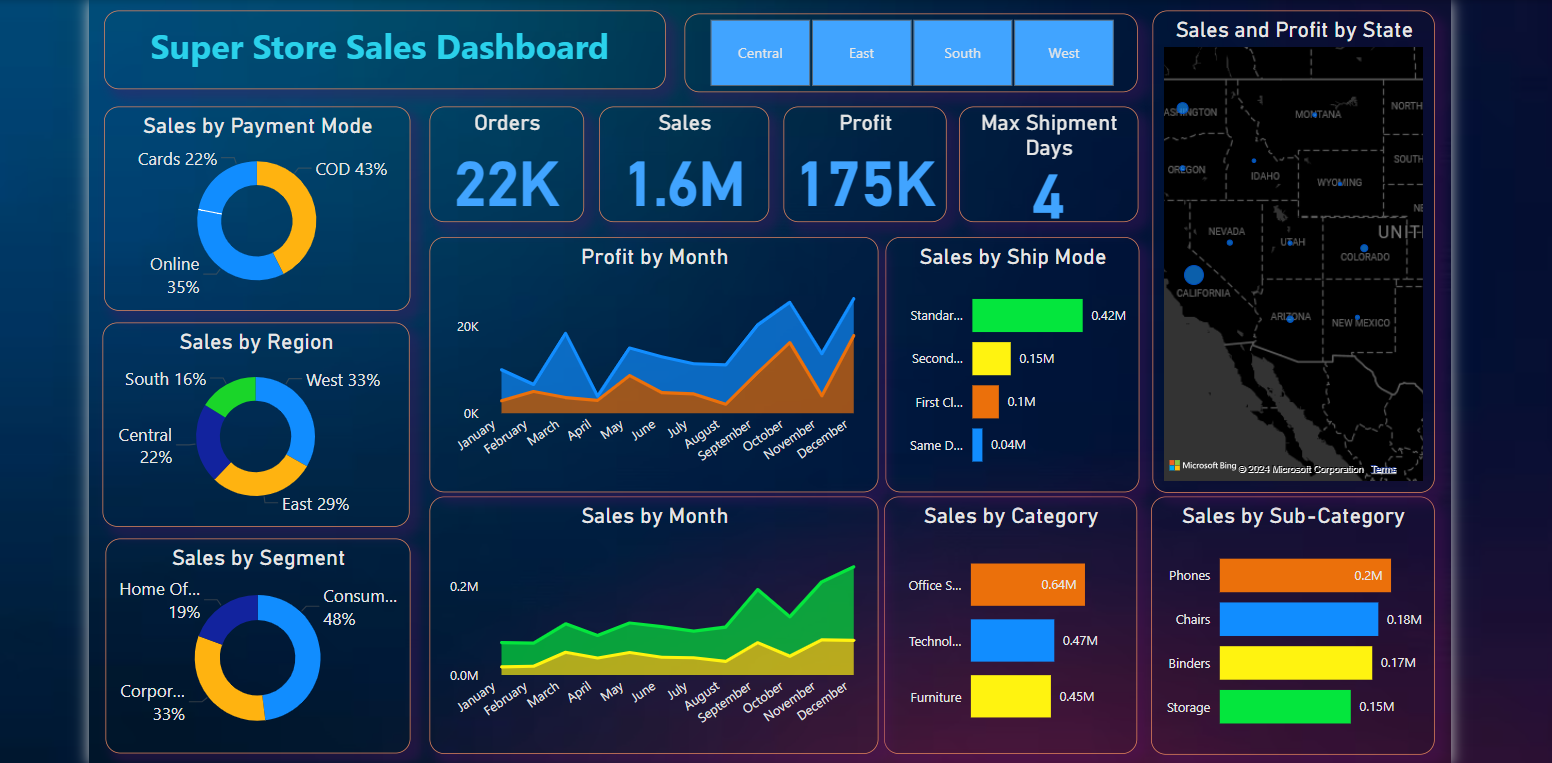 Super Store Sales Dashboard
Central
East
South
West
Sales and Profit by State
Sales by Payment Mode
Cards 22%
COD 43%
Online
35%
Orders
22K
Sales
1.6M
Profit
175K
Max Shipment
Days
4
ASHINGTON
MONTANA
NORTH
OREGON
IDAHO
SOUTH
WYOMING
NE
NEVADA
UNIT
UTAH
COLORADO
CALIFORNIA
ARIZONA
NEW MEXICO
Microsoft Bing
© 2024 Microsoft Corporation
Terms
Sales by Region
South 16%
West 33%
Central
22%
East 29%
Profit by Month
20K
0K
January
February
March
April
May
June
July
August
September
October
November
December
Sales by Ship Mode
Standar...
0.42M
Second...
0.15M
First Cl...
0.1M
Same D...
0.04M
Sales by Segment
Home Of...
19%
Consum...
48%
Corpor...
33%
Sales by Month
0.2M
0.0M
January
February
March
April
May
June
July
August
September
October
November
December
Sales by Category
Office S...
0.64M
Technol...
0.47M
Furniture
0.45M
Sales by Sub-Category
Phones
0.2M
Chairs
0.18M
Binders
0.17M
Storage
0.15M